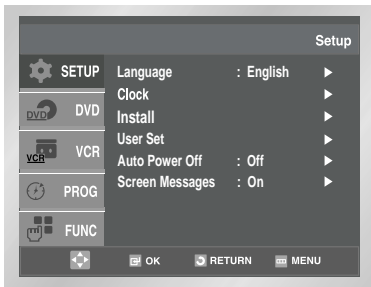 Setup
SETUP
DVD DVD
VCR VCR
PROG
FUNC
Language : English ►
Clock ►
Install ►
User Set ►
Auto Power Off : Off ►
Screen Messages : On ►
OK RETURN MENU